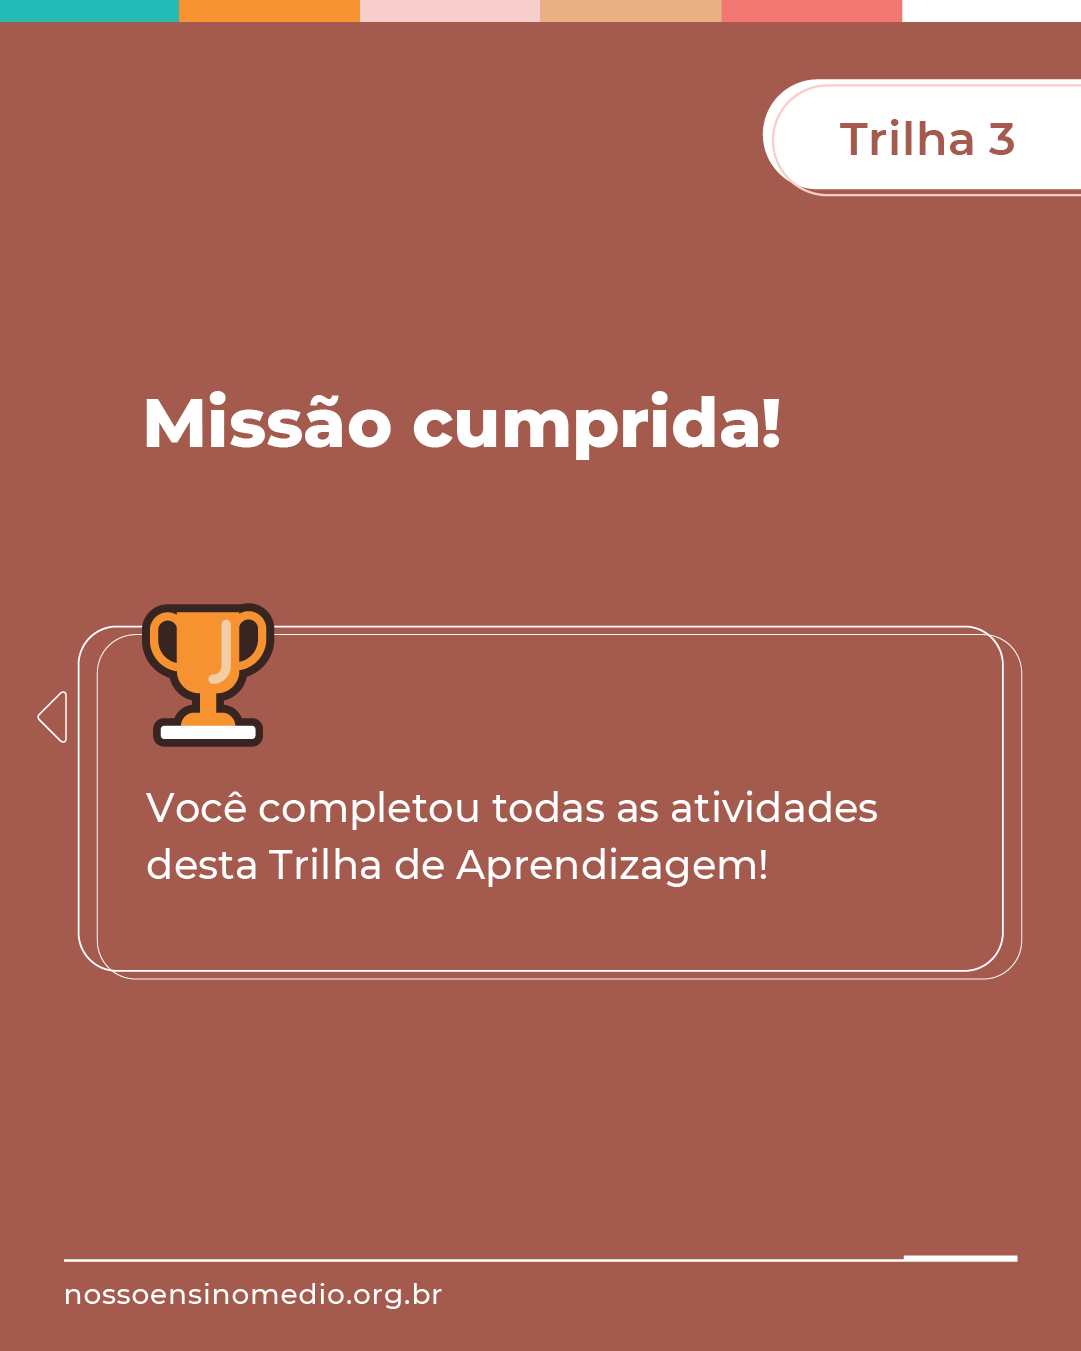 Trilha 3
Missão cumprida!
Você completou todas as atividades
desta Trilha de Aprendizagem!
nossoensinomedio.org.br